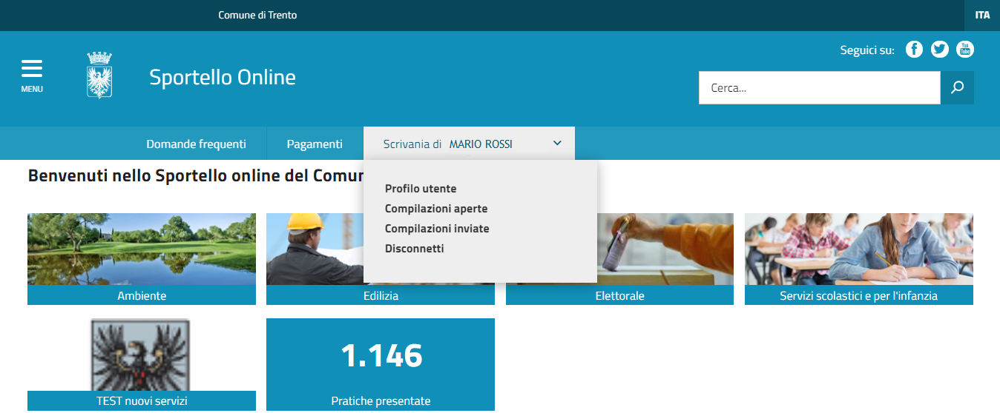 Comune di Trento
ITA
Seguici su:
You
Tube
MENU
Sportello Online
Cerca...
Domande frequenti
Pagamenti
Scrivania di MARIO ROSSI
Benvenuti nello Sportello online del Comun
Profilo utente
Compilazioni aperte
Compilazioni inviate
Disconnetti
Ambiente
Edilizia
Elettorale
Servizi scolastici e per l'infanzia
TEST nuovi servizi
1.146
Pratiche presentate